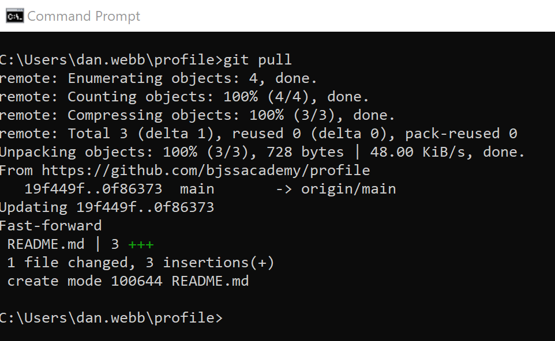 Command Prompt
C:\Users\dan.webb\profile>git pull
remote: Enumerating objects: 4, done.
remote: Counting objects: 100% (4/4), done.
remote: Compressing objects: 100% (3/3), done.
remote: Total 3 (delta 1), reused 0 (delta 0), pack-reused 0
Unpacking objects: 100% (3/3), 728 bytes | 48.00 KiB/s, done.
From https://github.com/bjssacademy/profile
   19f449f..0f86373  main       -> origin/main
Updating 19f449f..0f86373
Fast-forward
 README.md | 3 +++
 1 file changed, 3 insertions(+)
 create mode 100644 README.md
C:\Users\dan.webb\profile>